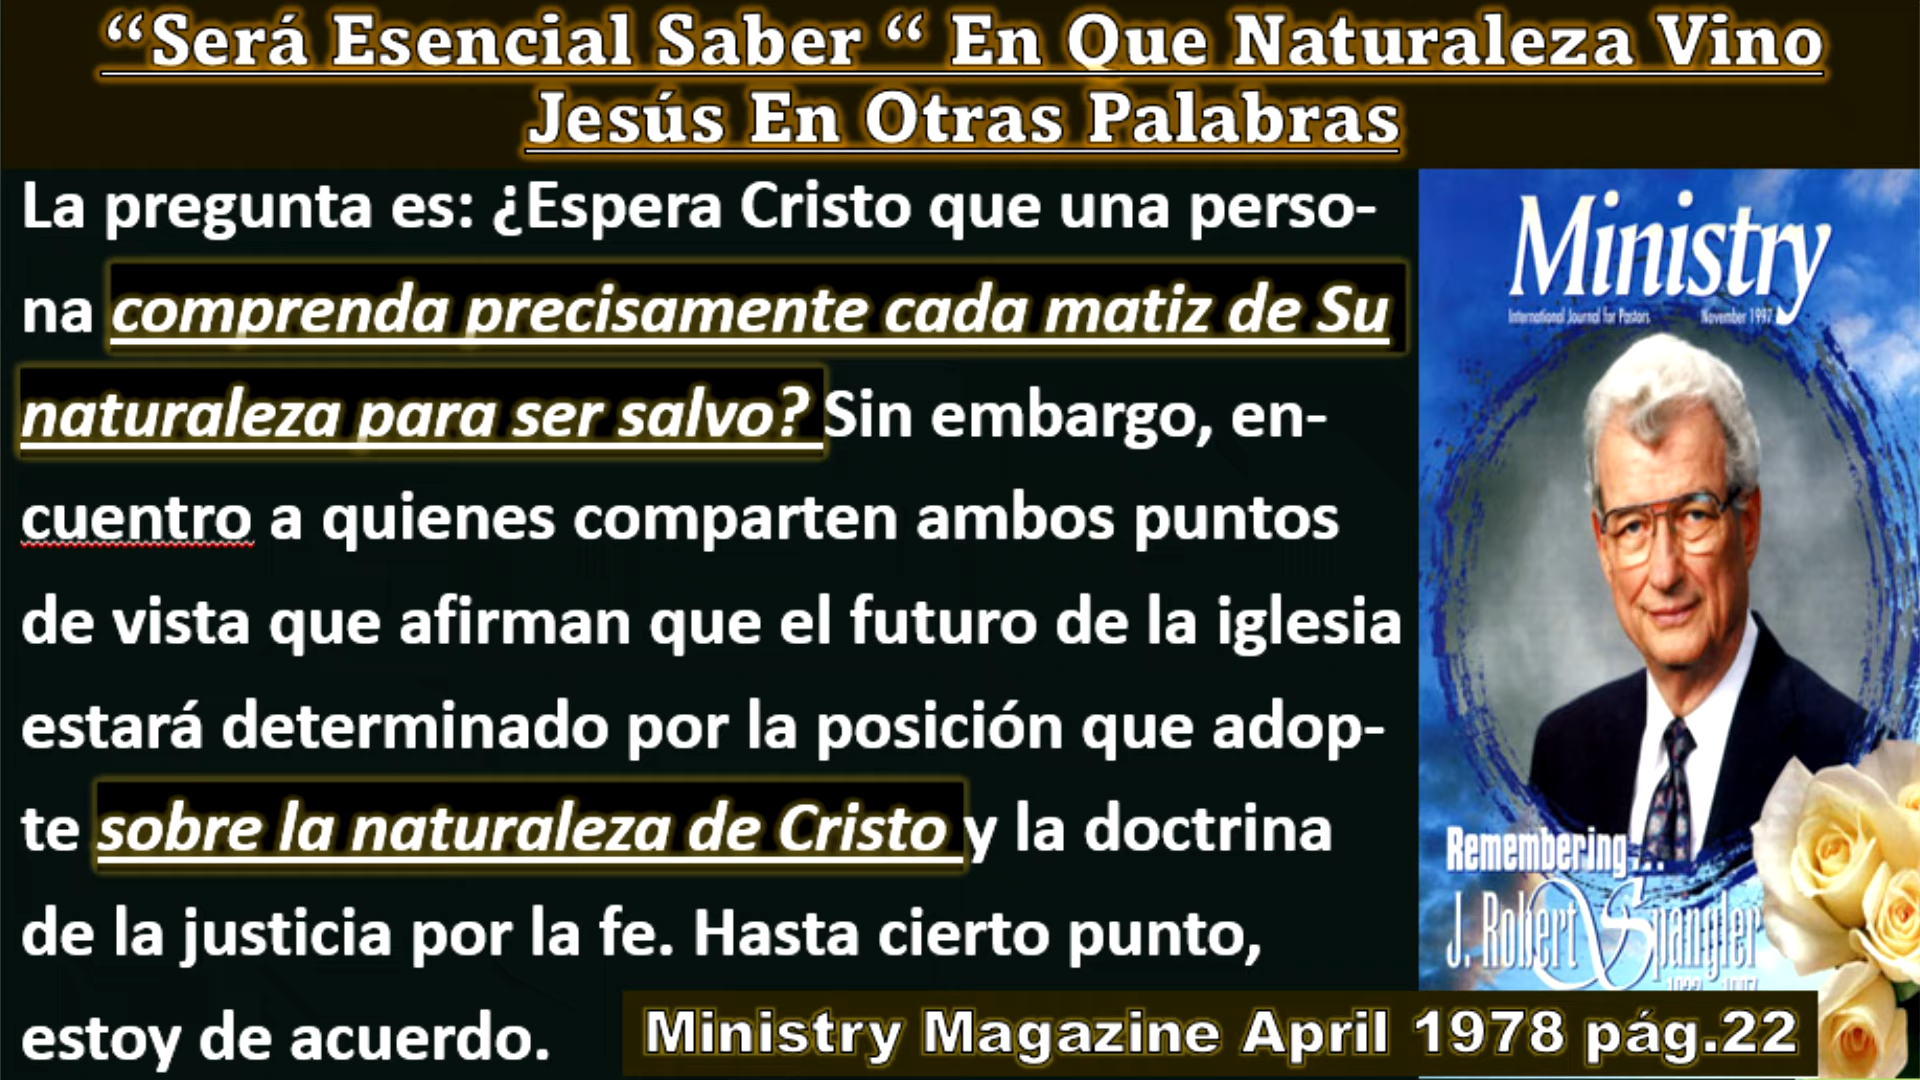 “Será Esencial Saber “ En Que Naturaleza Vino
Jesús En Otras Palabras
La pregunta es: ¿Espera Cristo que una perso-
na comprenda precisamente cada matiz de Su
naturaleza para ser salvo? Sin embargo, en-
cuentro a quienes comparten ambos puntos
de vista que afirman que el futuro de la iglesia
estará determinado por la posición que adop-
te sobre la naturaleza de Cristo y la doctrina
de la justicia por la fe. Hasta cierto punto,
estoy de acuerdo.
Ministry Magazine April 1978 pág.22
Ministry
International Journal for Pastors November 1997
Remembering...
J. Robert Spangler